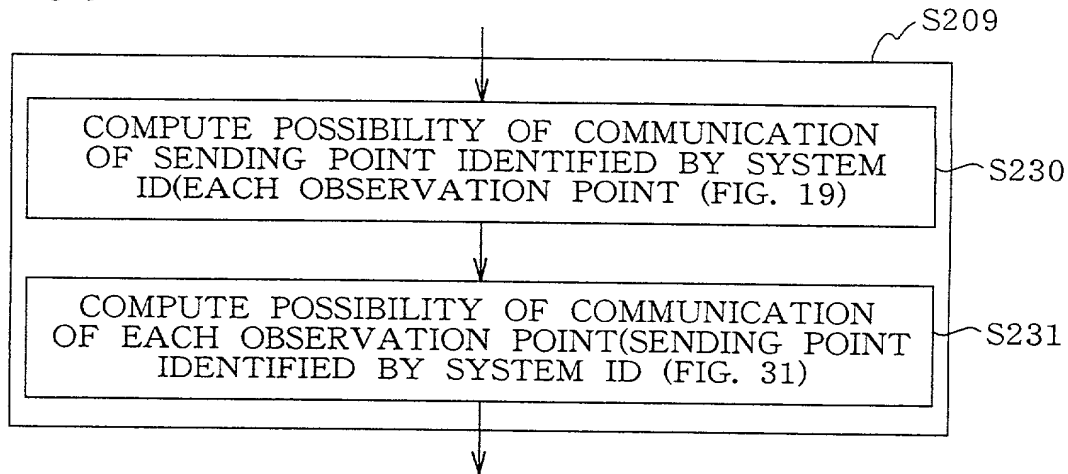 S209
COMPUTE POSSIBILITY OF COMMUNICATION
OF SENDING POINT IDENTIFIED BY SYSTEM
ID(EACH OBSERVATION POINT (FIG. 19)
S230
COMPUTE POSSIBILITY OF COMMUNICATION
OF EACH OBSERVATION POINT(SENDING POINT
IDENTIFIED BY SYSTEM ID (FIG. 31)
S231